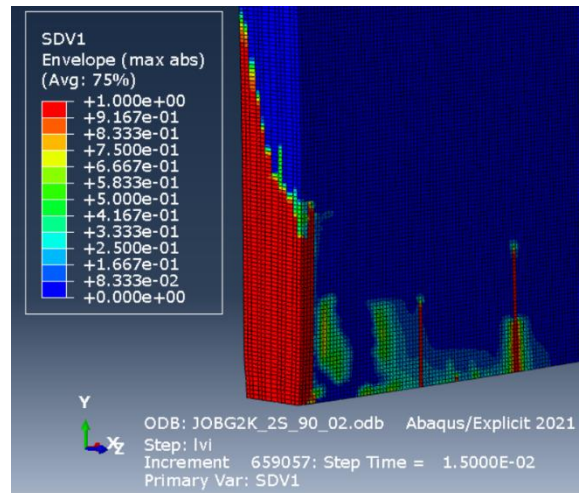 SDV1
Envelope (max abs)
(Avg: 75%)
+1.000e+00
+9.167e-01
+8.333e-01
+7.500e-01
+6.667e-01
+5.833e-01
+5.000e-01
+4.167e-01
+3.333e-01
+2.500e-01
+1.667e-01
+8.333e-02
+0.000e+00
Y
X
Z
ODB: JOBG2K_2S_90_02.odb Abaqus/Explicit 2021
Step: lvi
Increment 659057: Step Time = 1.5000E-02
Primary Var: SDV1